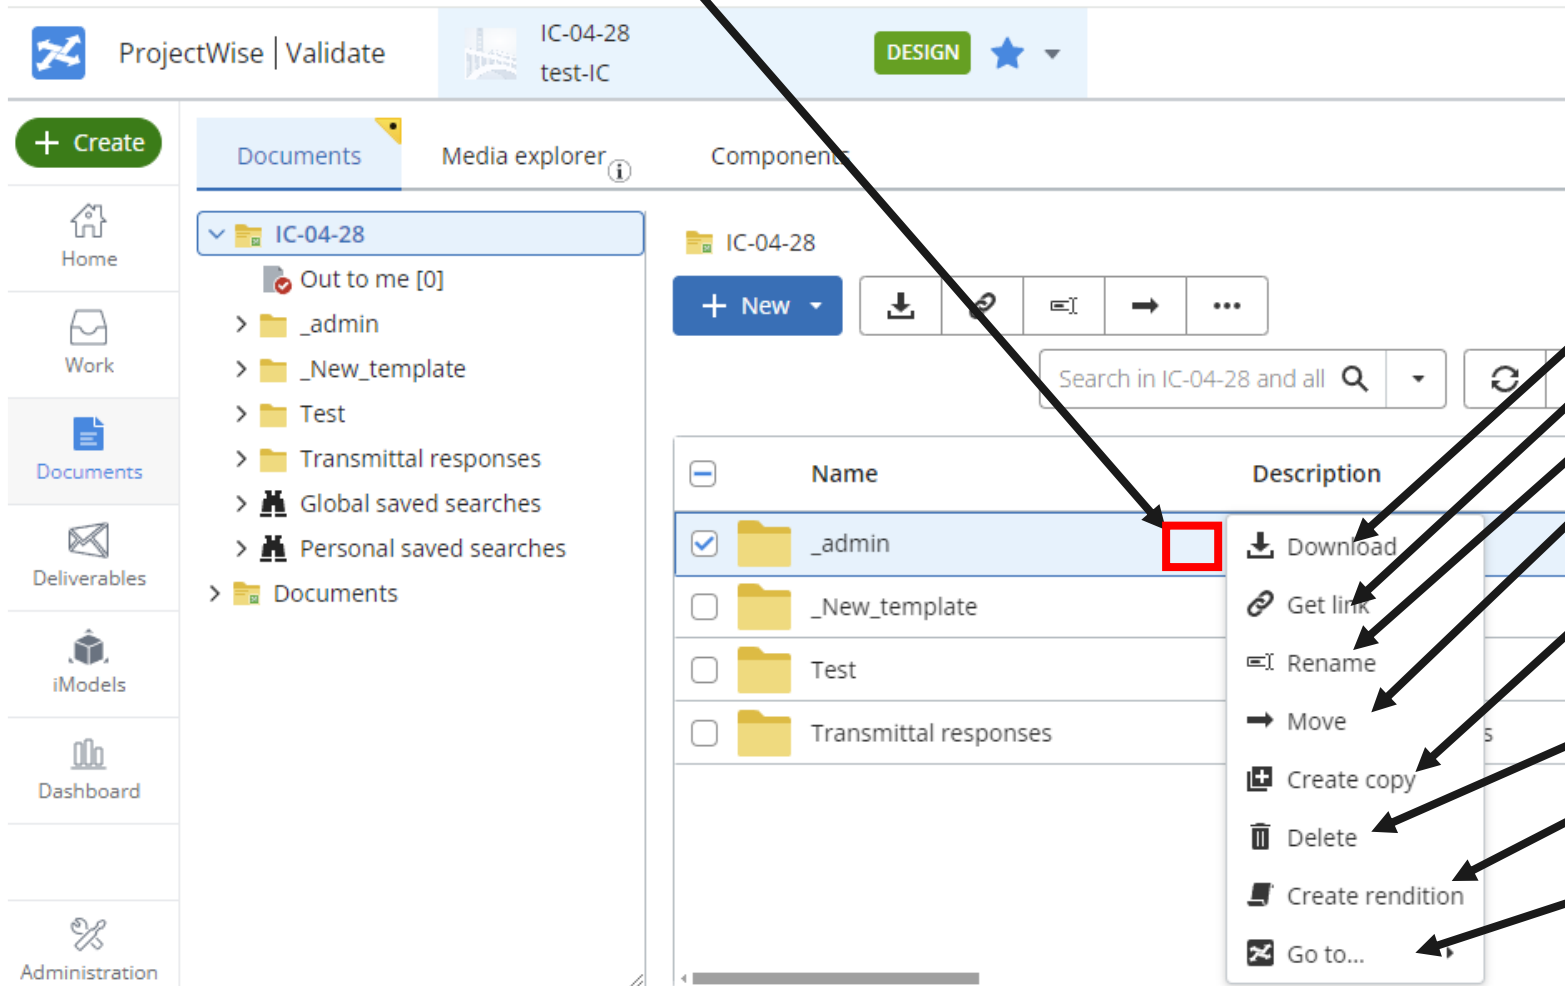 ProjectWise | Validate
IC-04-28
test-IC
DESIGN
+ Create
Home
Work
Documents
Deliverables
iModels
Dashboard
Administration
Documents
Media explorer
Components
IC-04-28
Out to me [0]
_admin
_New_template
Test
Transmittal responses
Global saved searches
Personal saved searches
Documents
IC-04-28
+ New
Search in IC-04-28 and all
Name Description
_admin
_New_template
Test
Transmittal responses s
Download
Get link
Rename
Move
Create copy
Delete
Create rendition
Go to...